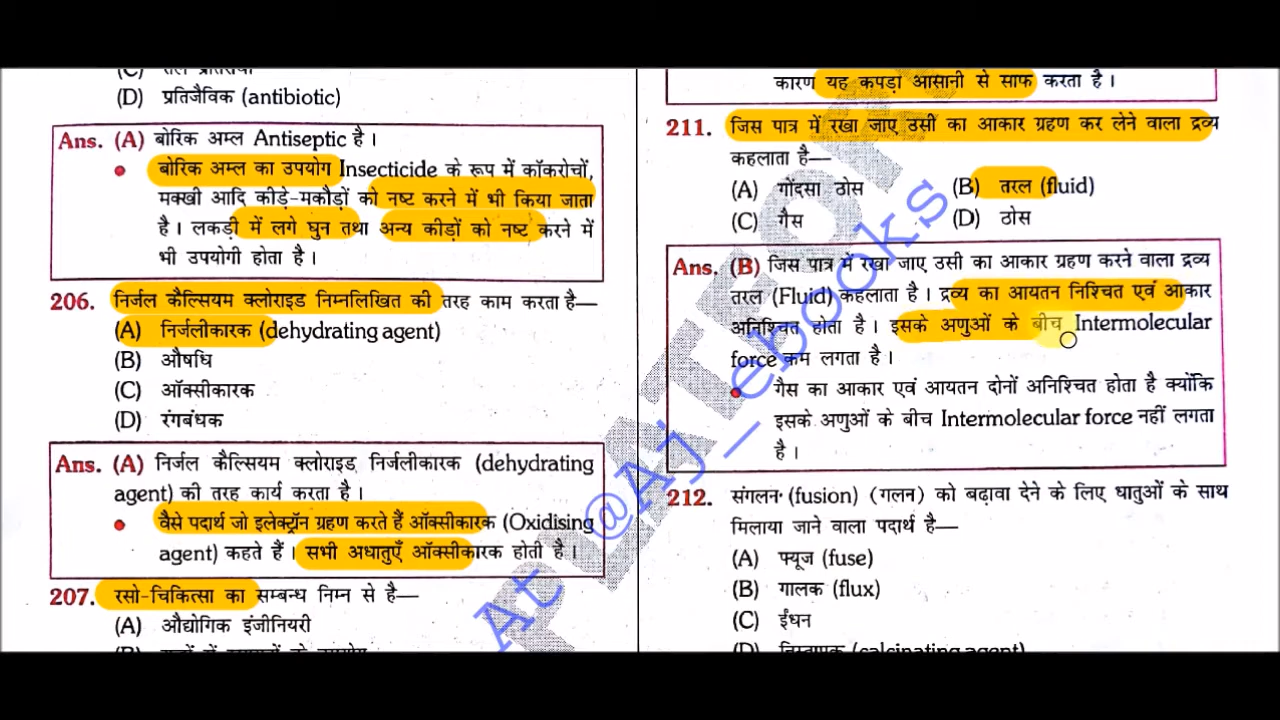 (D) प्रतिजैविक (antibiotic)
Ans. (A) बोरिक अम्ल Antiseptic है ।
● बोरिक अम्ल का उपयोग Insecticide के रूप में कॉकरोचों,
मक्खी आदि कीड़े-मकौड़ों को नष्ट करने में भी किया जाता
है । लकड़ी में लगे घुन तथा अन्य कीड़ों को नष्ट करने में
भी उपयोगी होता है ।
206. निर्जल कैल्सियम क्लोराइड निम्नलिखित की तरह काम करता है—
(A) निर्जलीकारक (dehydrating agent)
(B) औषधि
(C) ऑक्सीकारक
(D) रंगबंधक
Ans. (A) निर्जल कैल्सियम क्लोराइड निर्जलीकारक (dehydrating
agent) की तरह कार्य करता है ।
● वैसे पदार्थ जो इलेक्ट्रॉन ग्रहण करते हैं ऑक्सीकारक (Oxidising
agent) कहते हैं । सभी अधातुएँ ऑक्सीकारक होती है ।
207. रसो-चिकित्सा का सम्बन्ध निम्न से है—
(A) औद्योगिक इंजीनियरी
कारण यह कपड़ा आसानी से साफ करता है ।
211. जिस पात्र में रखा जाए उसी का आकार ग्रहण कर लेने वाला द्रव्य
कहलाता है—
(A) गोंदसा ठोस (B) तरल (fluid)
(C) गैस (D) ठोस
Ans. (B) जिस पात्र में रखा जाए उसी का आकार ग्रहण करने वाला द्रव्य
तरल (Fluid) कहलाता है । द्रव्य का आयतन निश्चित एवं आकार
अनिश्चित होता है । इसके अणुओं के बीच Intermolecular
force कम लगता है ।
● गैस का आकार एवं आयतन दोनों अनिश्चित होता है क्योंकि
इसके अणुओं के बीच Intermolecular force नहीं लगता
है ।
212. संगलन (fusion) (गलन) को बढ़ावा देने के लिए धातुओं के साथ
मिलाया जाने वाला पदार्थ है—
(A) फ्यूज (fuse)
(B) गालक (flux)
(C) ईंधन
(calcinating agent)
At @Aj_ebooks